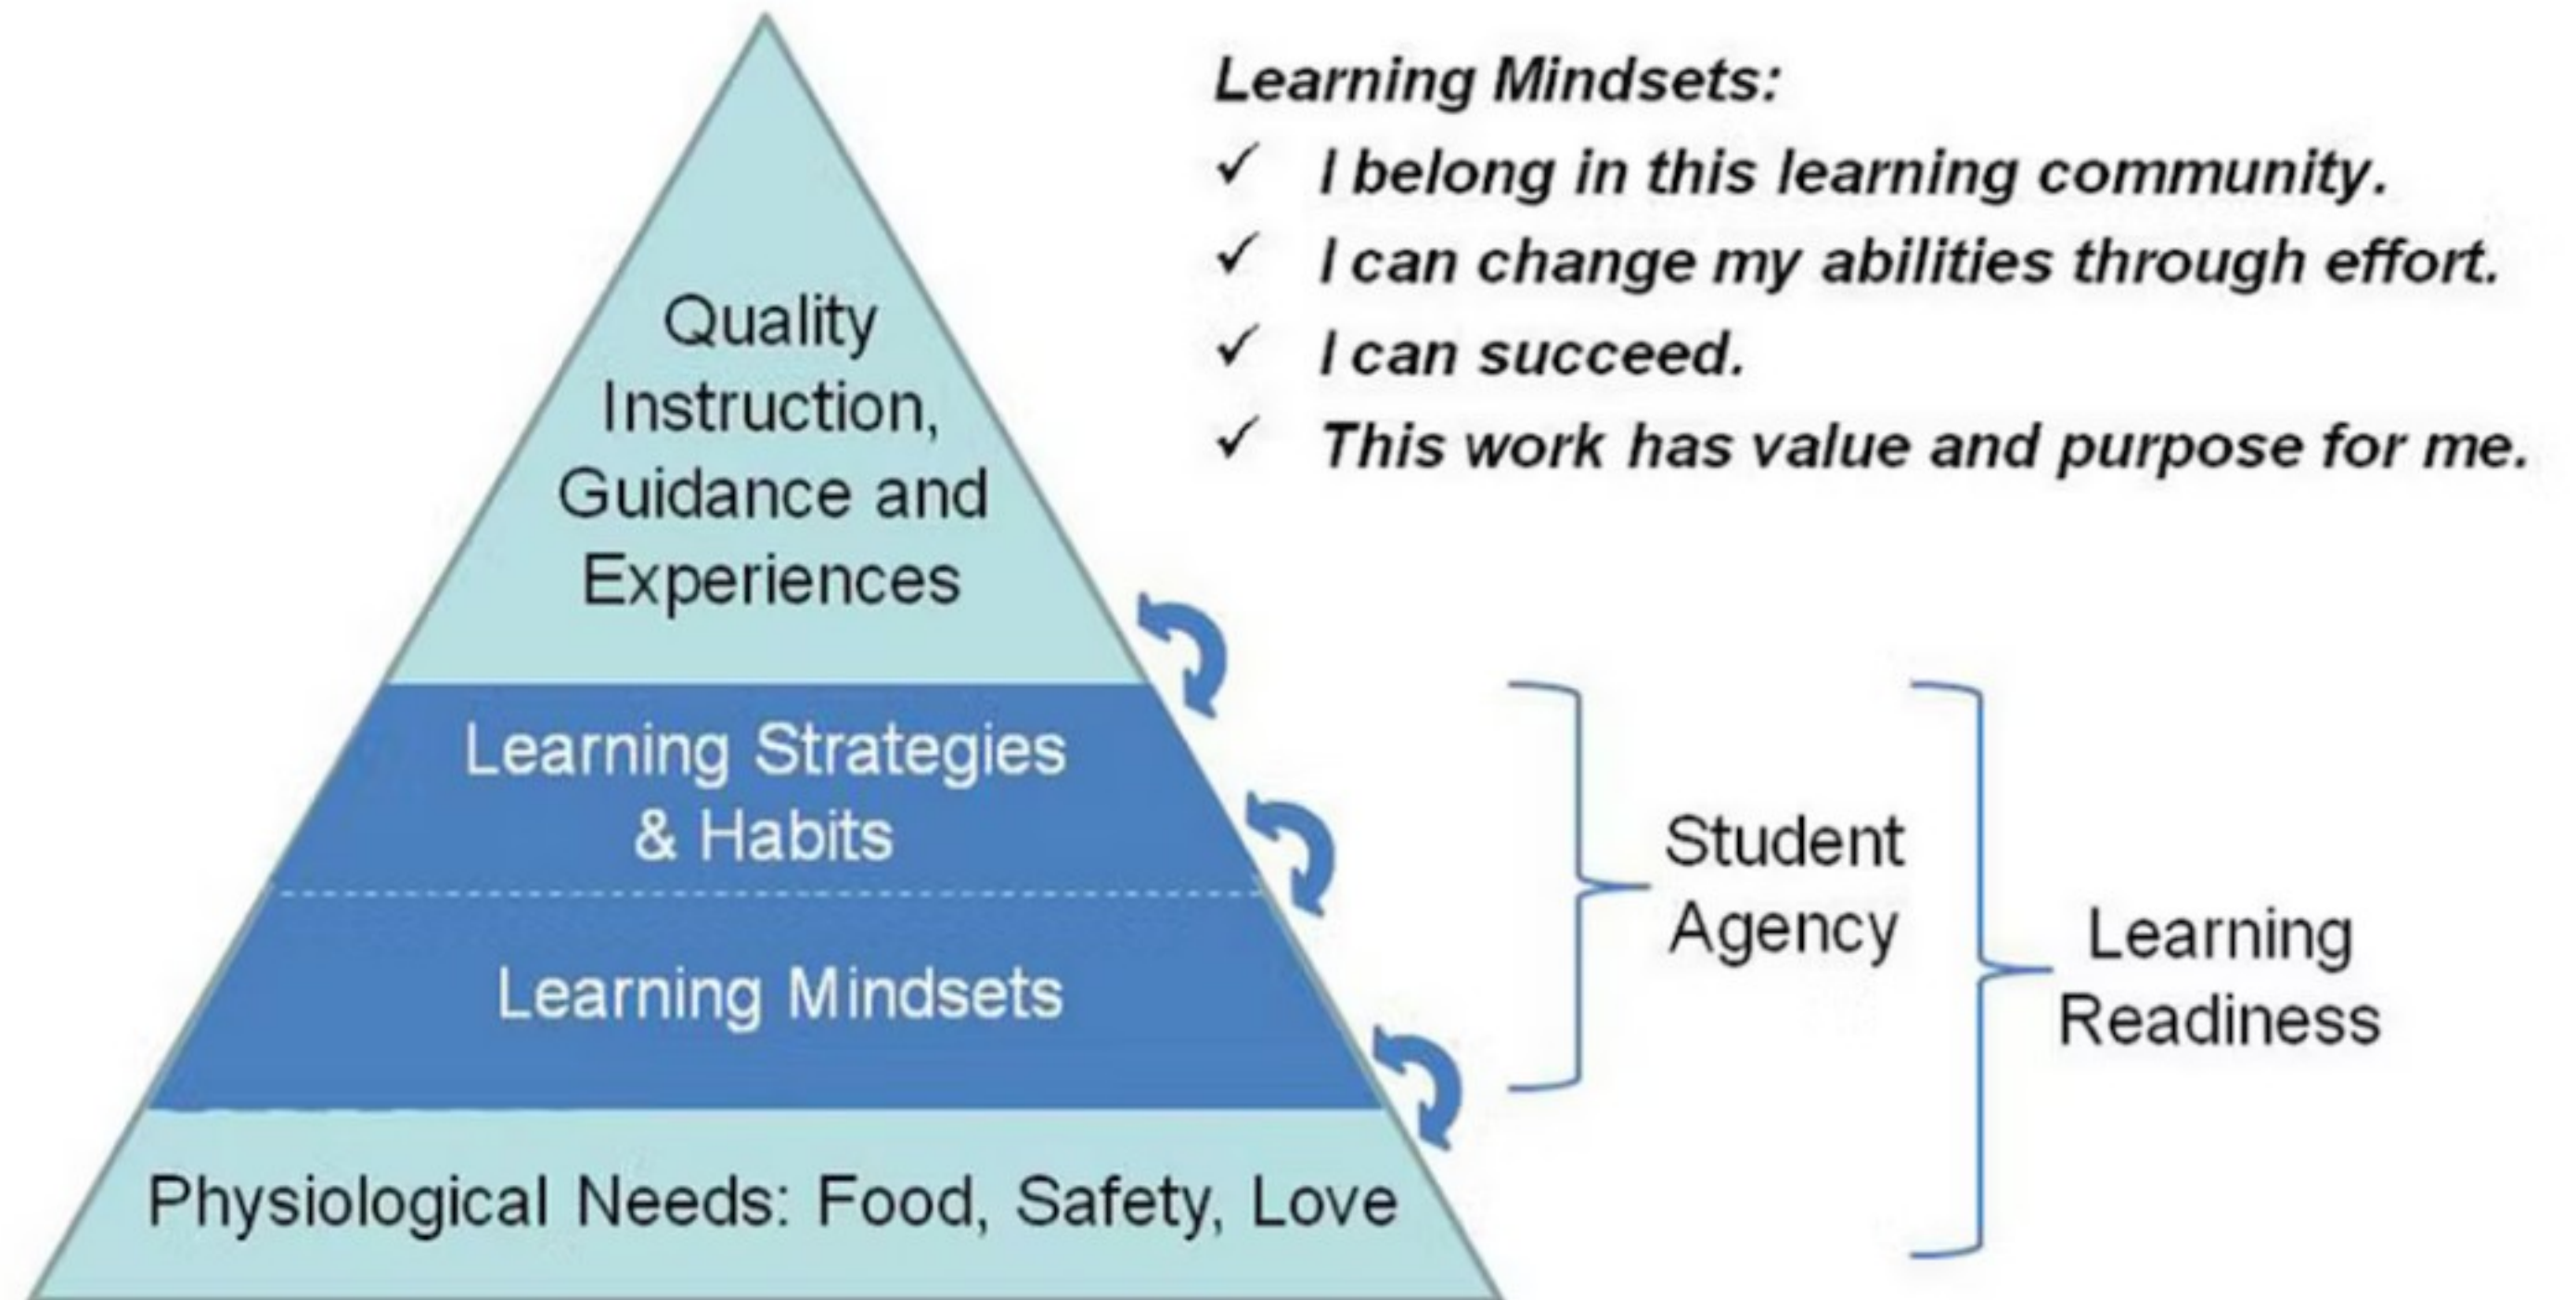 Learning Mindsets:
✓ I belong in this learning community.
✓ I can change my abilities through effort.
✓ I can succeed.
✓ This work has value and purpose for me.
Quality
Instruction,
Guidance and
Experiences
Learning Strategies
& Habits
Learning Mindsets
Physiological Needs: Food, Safety, Love
Student
Agency
Learning
Readiness